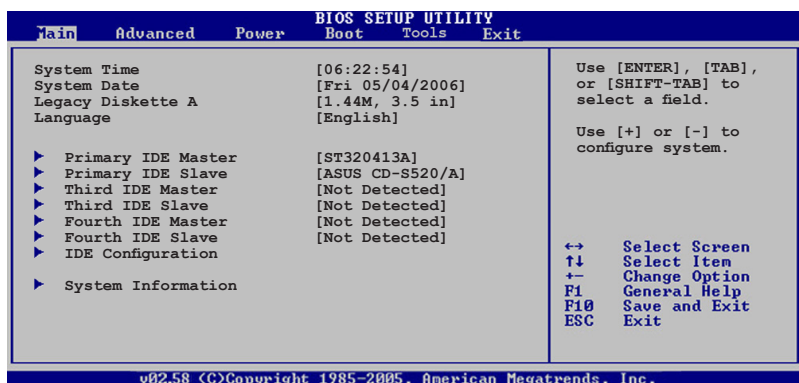 BIOS SETUP UTILITY
Main Advanced Power Boot Tools Exit
System Time [06:22:54]
System Date [Fri 05/04/2006]
Legacy Diskette A [1.44M, 3.5 in]
Language [English]
Primary IDE Master [ST320413A]
Primary IDE Slave [ASUS CD-S520/A]
Third IDE Master [Not Detected]
Third IDE Slave [Not Detected]
Fourth IDE Master [Not Detected]
Fourth IDE Slave [Not Detected]
IDE Configuration
System Information
Use [ENTER], [TAB],
or [SHIFT-TAB] to
select a field.
Use [+] or [-] to
configure system.
←→ Select Screen
↑↓ Select Item
+- Change Option
F1 General Help
F10 Save and Exit
ESC Exit
v02.58 (C)Copyright 1985-2005, American Megatrends, Inc.